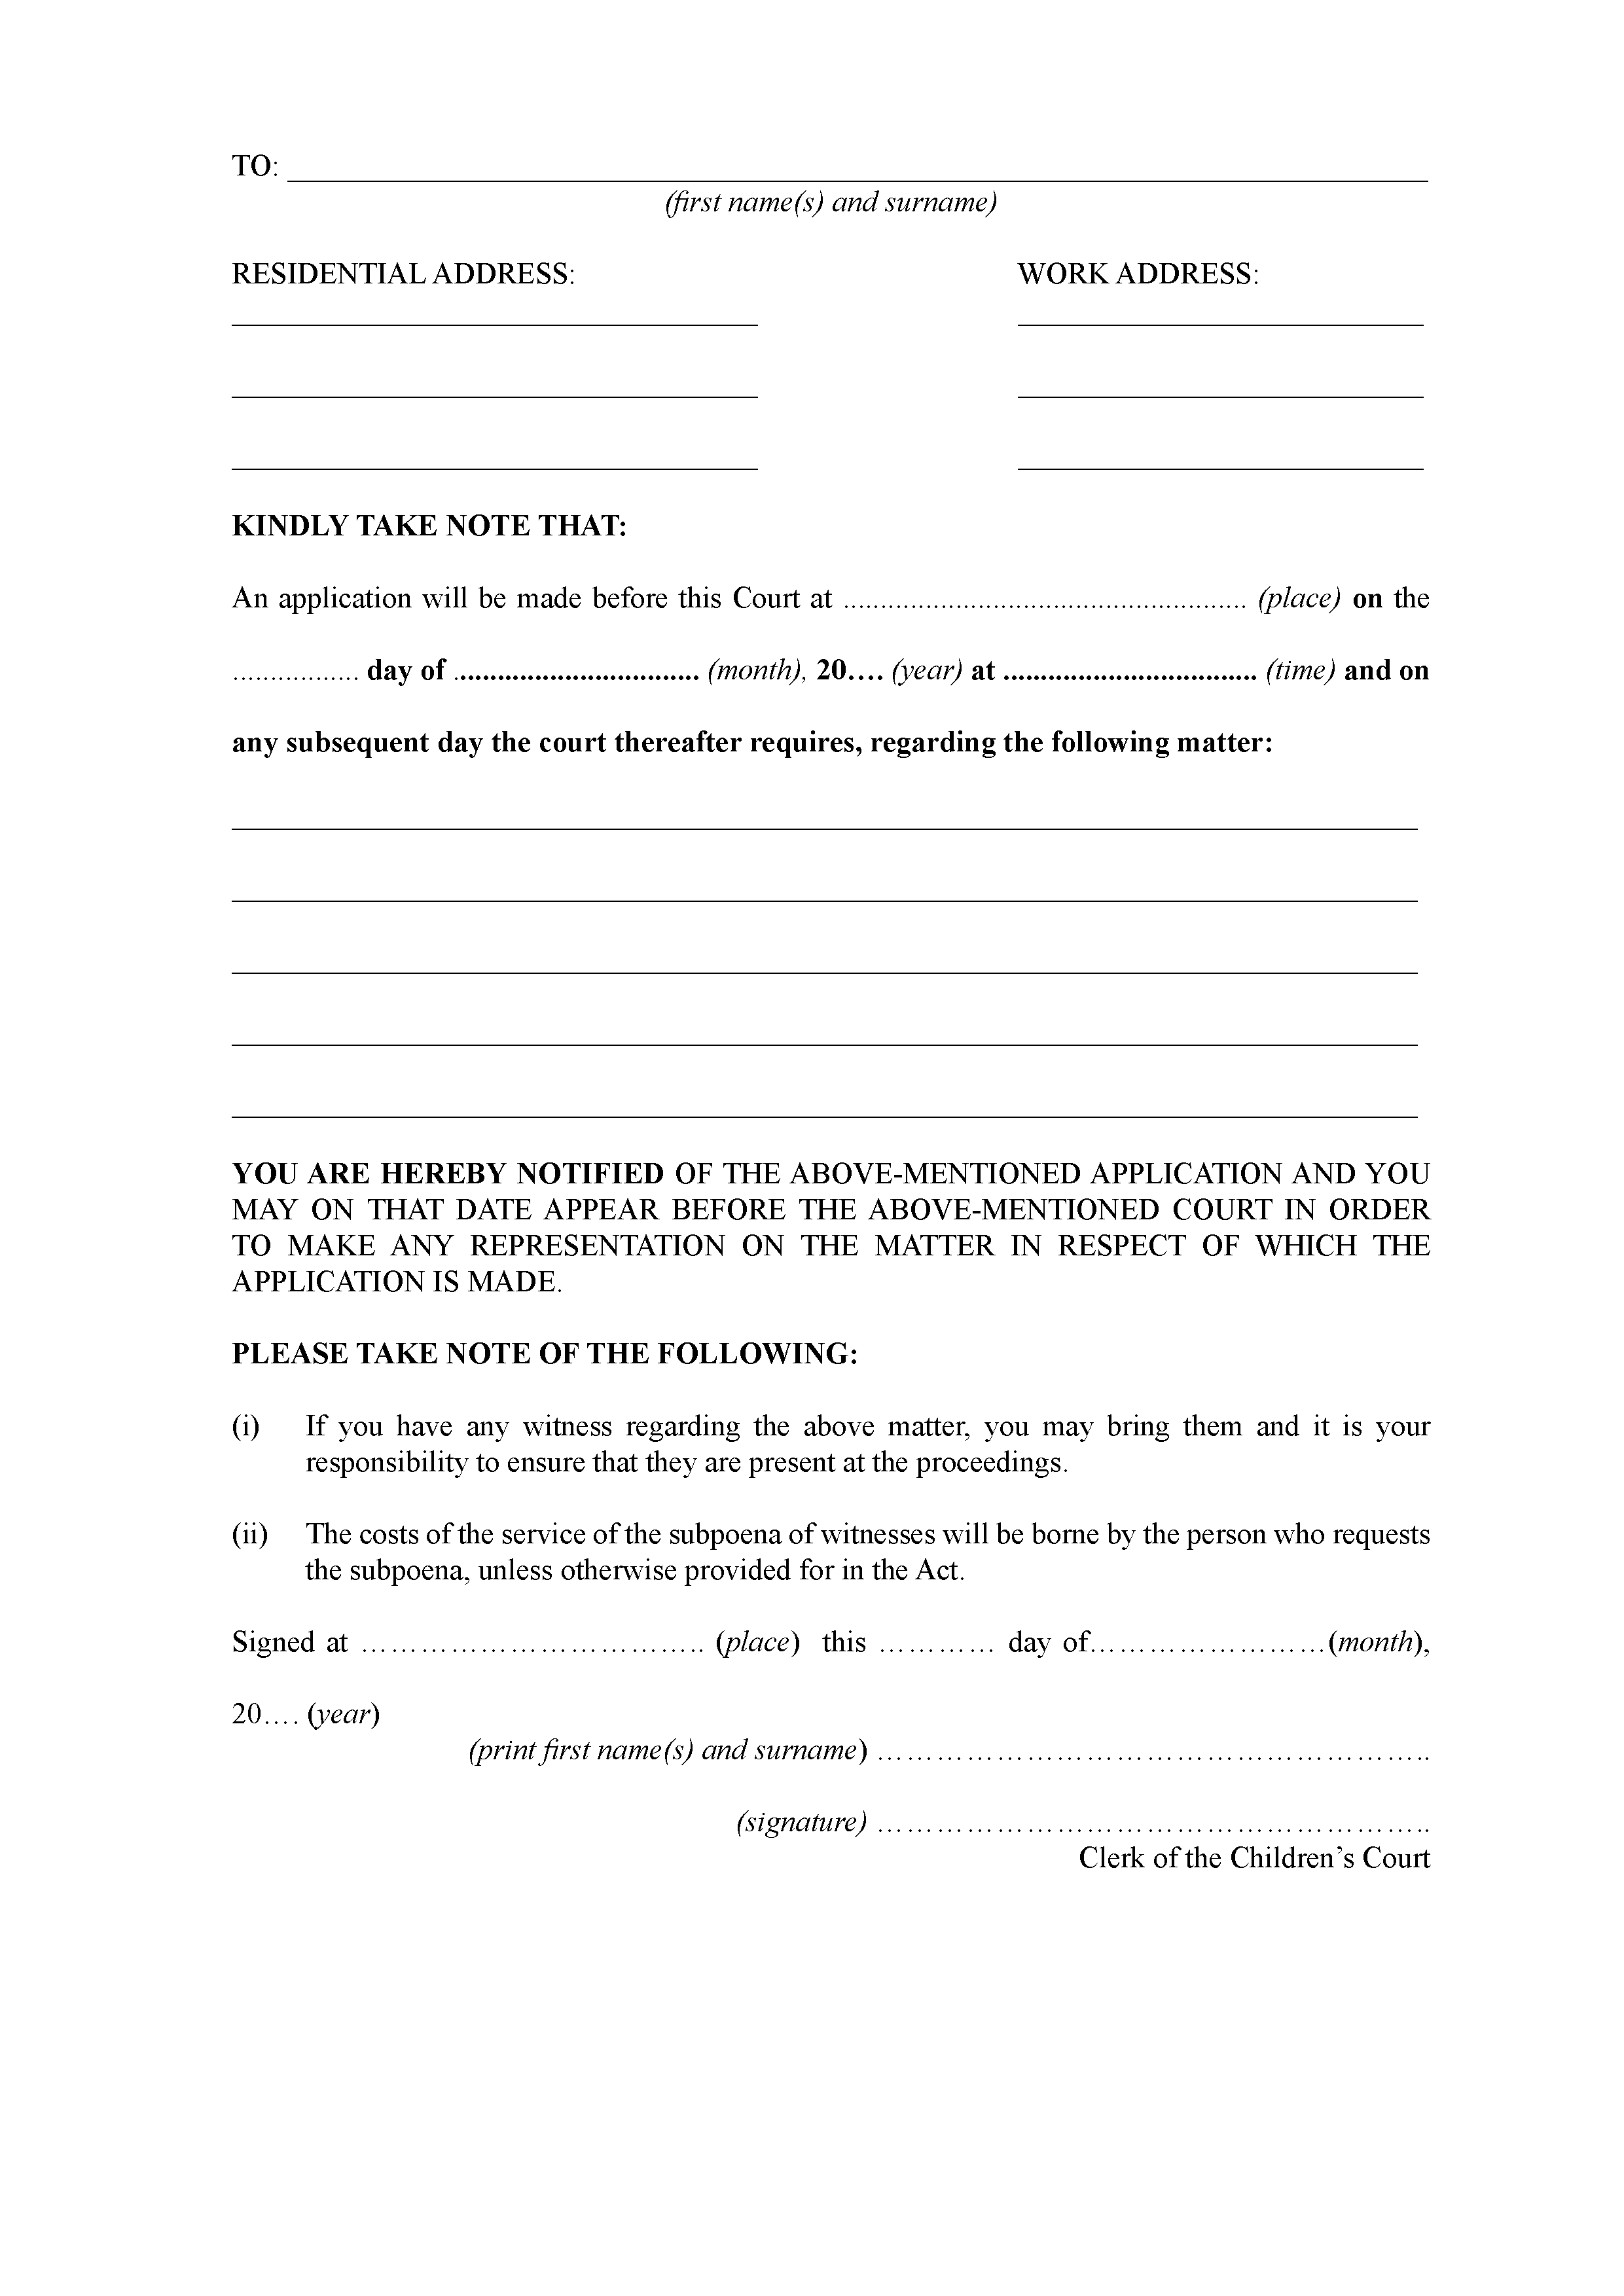 TO: ______________________________
(first name(s) and surname)
RESIDENTIAL ADDRESS: WORK ADDRESS:
KINDLY TAKE NOTE THAT:
An application will be made before this Court at ...................................................... (place) on the
................. day of ................................. (month), 20…. (year) at .................................. (time) and on
any subsequent day the court thereafter requires, regarding the following matter:
YOU ARE HEREBY NOTIFIED OF THE ABOVE-MENTIONED APPLICATION AND YOU
MAY ON THAT DATE APPEAR BEFORE THE ABOVE-MENTIONED COURT IN ORDER
TO MAKE ANY REPRESENTATION ON THE MATTER IN RESPECT OF WHICH THE
APPLICATION IS MADE.
PLEASE TAKE NOTE OF THE FOLLOWING:
(i) If you have any witness regarding the above matter, you may bring them and it is your
responsibility to ensure that they are present at the proceedings.
(ii) The costs of the service of the subpoena of witnesses will be borne by the person who requests
the subpoena, unless otherwise provided for in the Act.
Signed at …………………………….. (place) this ………… day of……………………(month),
20…. (year)
(print first name(s) and surname) ………………………………………………..
(signature) ………………………………………………..
Clerk of the Children’s Court